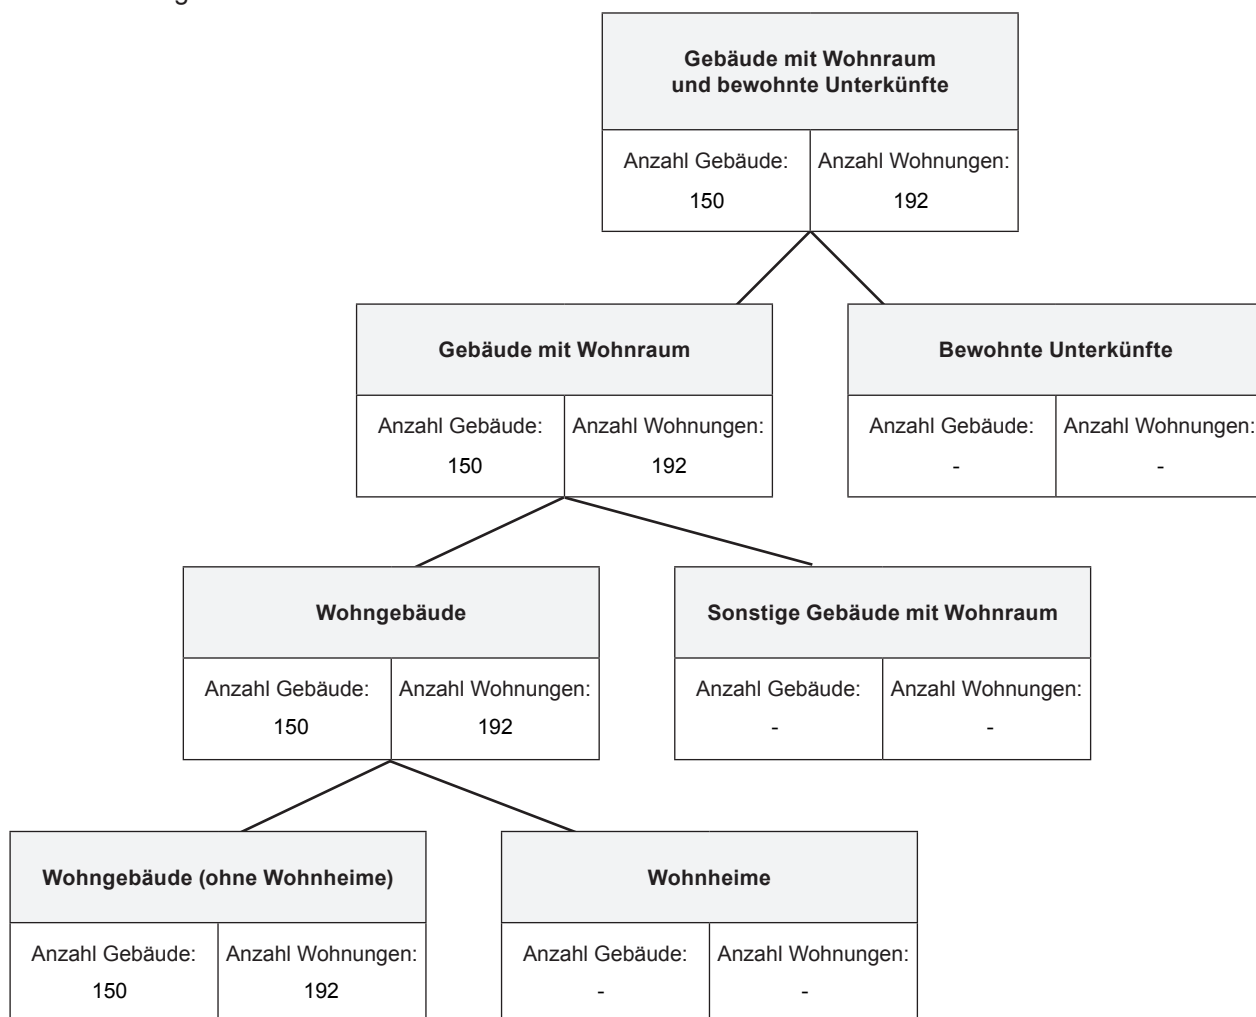 Gebäude mit Wohnraum
und bewohnte Unterkünfte
Anzahl Gebäude: Anzahl Wohnungen:
150 192
Gebäude mit Wohnraum Bewohnte Unterkünfte
Anzahl Gebäude: Anzahl Wohnungen: Anzahl Gebäude: Anzahl Wohnungen:
150 192 - -
Wohngebäude Sonstige Gebäude mit Wohnraum
Anzahl Gebäude: Anzahl Wohnungen: Anzahl Gebäude: Anzahl Wohnungen:
150 192 - -
Wohngebäude (ohne Wohnheime) Wohnheime
Anzahl Gebäude: Anzahl Wohnungen: Anzahl Gebäude: Anzahl Wohnungen:
150 192 - -